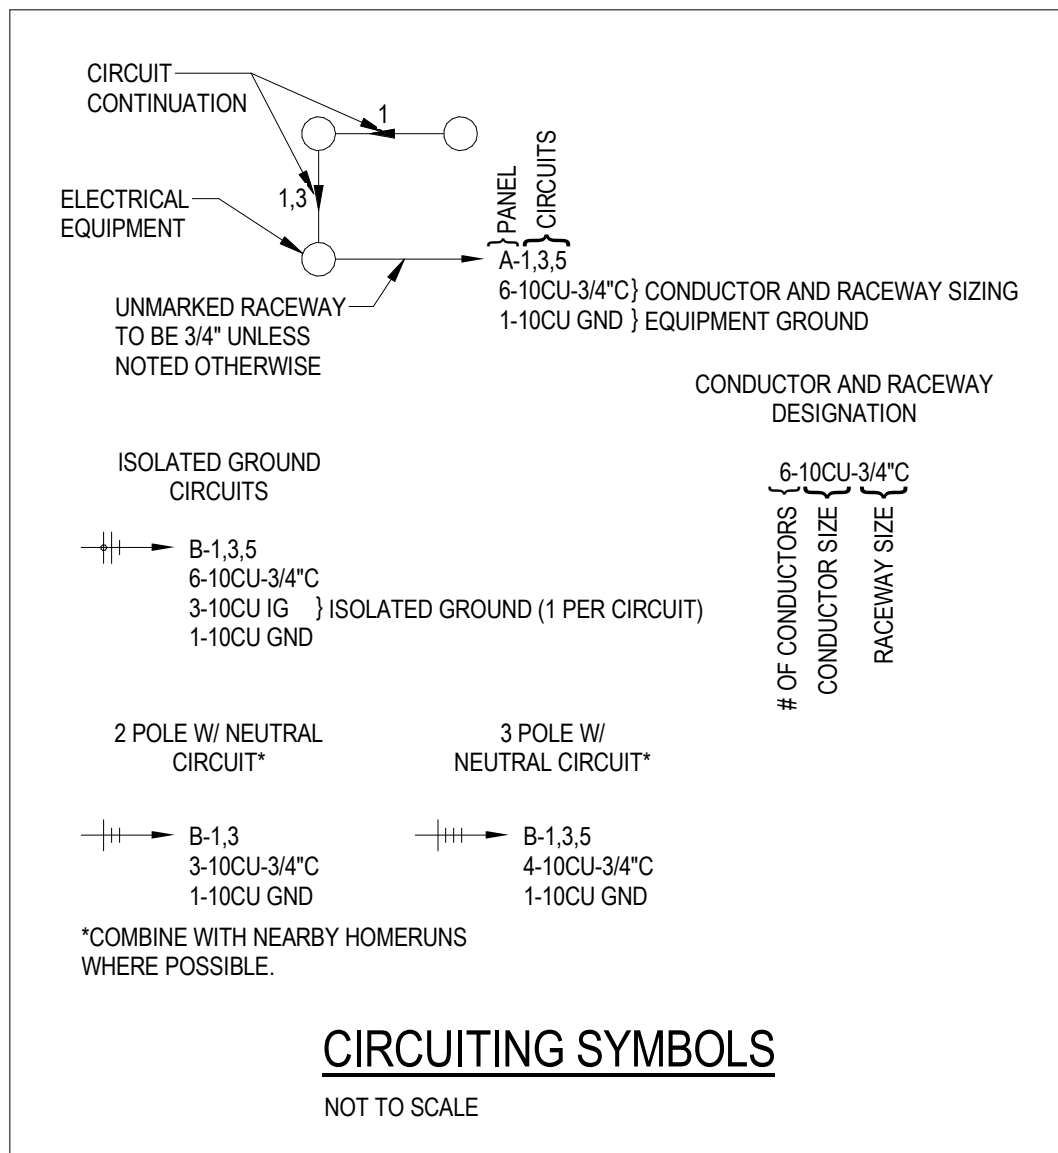 CIRCUIT
CONTINUATION
1
1,3
ELECTRICAL
EQUIPMENT
PANEL
CIRCUITS
A-1,3,5
6-10CU-3/4"C} CONDUCTOR AND RACEWAY SIZING
1-10CU GND } EQUIPMENT GROUND
UNMARKED RACEWAY
TO BE 3/4" UNLESS
NOTED OTHERWISE
CONDUCTOR AND RACEWAY
DESIGNATION
6-10CU-3/4"C
# OF CONDUCTORS
CONDUCTOR SIZE
RACEWAY SIZE
ISOLATED GROUND
CIRCUITS
B-1,3,5
6-10CU-3/4"C
3-10CU IG } ISOLATED GROUND (1 PER CIRCUIT)
1-10CU GND
2 POLE W/ NEUTRAL
CIRCUIT*
B-1,3
3-10CU-3/4"C
1-10CU GND
3 POLE W/
NEUTRAL CIRCUIT*
B-1,3,5
4-10CU-3/4"C
1-10CU GND
*COMBINE WITH NEARBY HOMERUNS
WHERE POSSIBLE.
CIRCUITING SYMBOLS
NOT TO SCALE